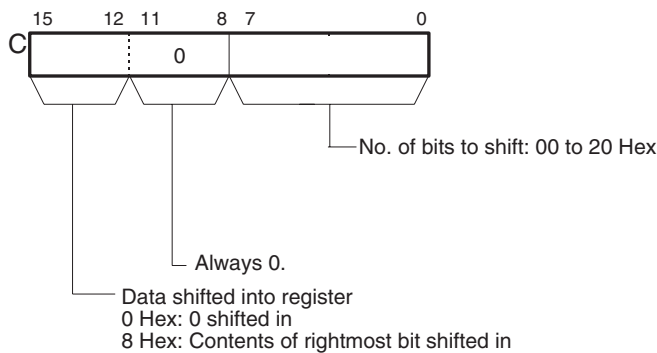 15 12 11 8 7 0
C
0
No. of bits to shift: 00 to 20 Hex
Always 0.
Data shifted into register
0 Hex: 0 shifted in
8 Hex: Contents of rightmost bit shifted in